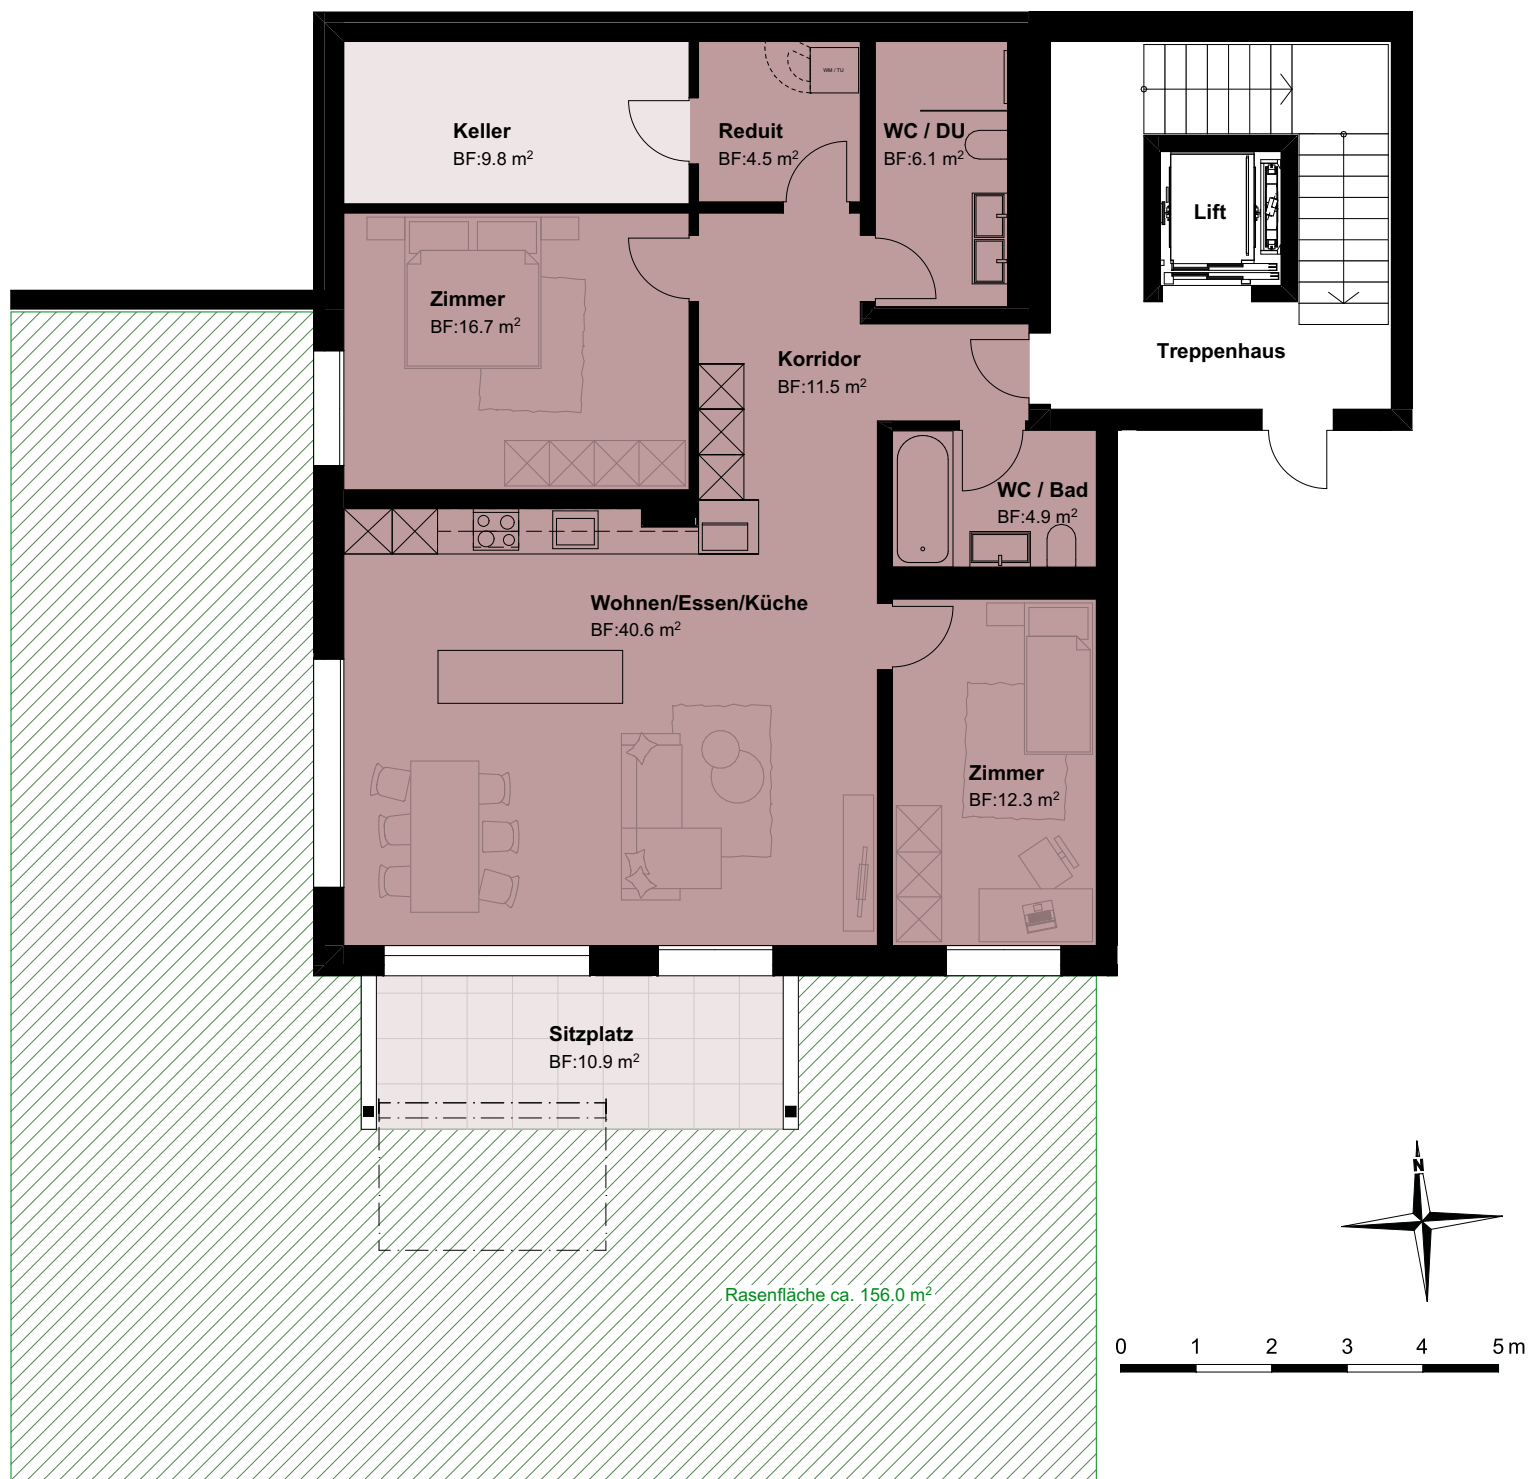 Keller
BF:9.8 m²
Reduit
BF:4.5 m²
WM / TU
WC / DU
BF:6.1 m²
Lift
Zimmer
BF:16.7 m²
Korridor
BF:11.5 m²
Treppenhaus
WC / Bad
BF:4.9 m²
Wohnen/Essen/Küche
BF:40.6 m²
Zimmer
BF:12.3 m²
Sitzplatz
BF:10.9 m²
N
Rasenfläche ca. 156.0 m²
0 1 2 3 4 5 m